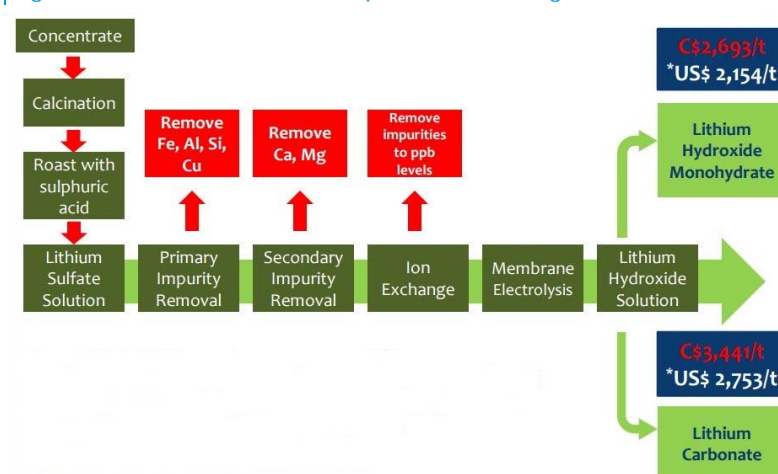 Concentrate
Calcination
Roast with
sulphuric
acid
Remove
Fe, Al, Si,
Cu
Remove
Ca, Mg
Remove
impurities
to ppb
levels
C$2,693/t
*US$ 2,154/t
Lithium
Hydroxide
Monohydrate
Lithium
Sulfate
Solution
Primary
Impurity
Removal
Secondary
Impurity
Removal
Ion
Exchange
Membrane
Electrolysis
Lithium
Hydroxide
Solution
C$3,441/t
*US$ 2,753/t
Lithium
Carbonate